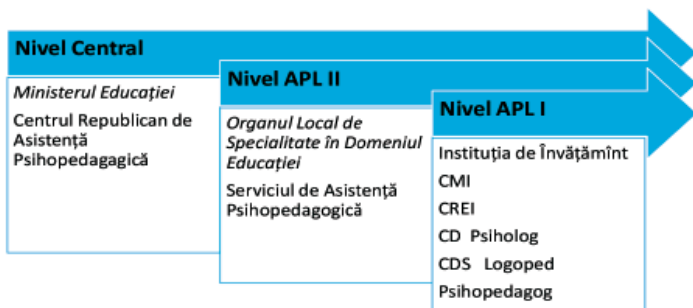 Nivel Central
Ministerul Educației
Centrul Republican de
Asistență
Psihopedagagică
Nivel APL II
Organul Local de
Specialitate în Domeniul
Educației
Serviciul de Asistență
Psihopedagogică
Nivel APL I
Instituția de Învățămînt
CMI
CREI
CD Psiholog
CDS Logoped
Psihopedagog